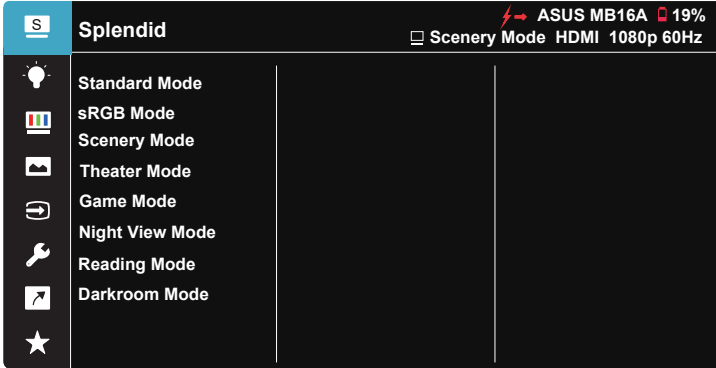 S
Splendid
ASUS MB16A 19%
Scenery Mode HDMI 1080p 60Hz
Standard Mode
sRGB Mode
Scenery Mode
Theater Mode
Game Mode
Night View Mode
Reading Mode
Darkroom Mode